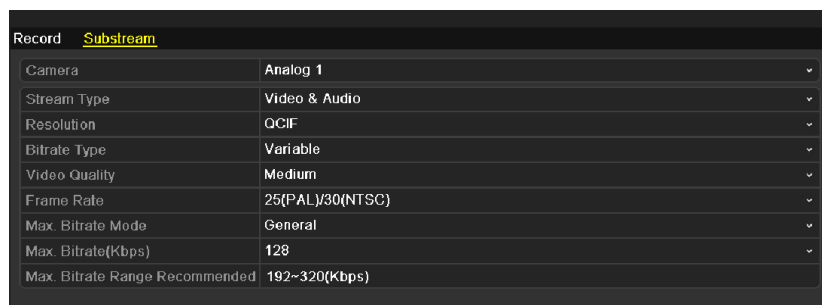 Record Substream
Camera Analog 1
Stream Type Video & Audio
Resolution QCIF
Bitrate Type Variable
Video Quality Medium
Frame Rate 25(PAL)/30(NTSC)
Max. Bitrate Mode General
Max. Bitrate(Kbps) 128
Max. Bitrate Range Recommended 192~320(Kbps)